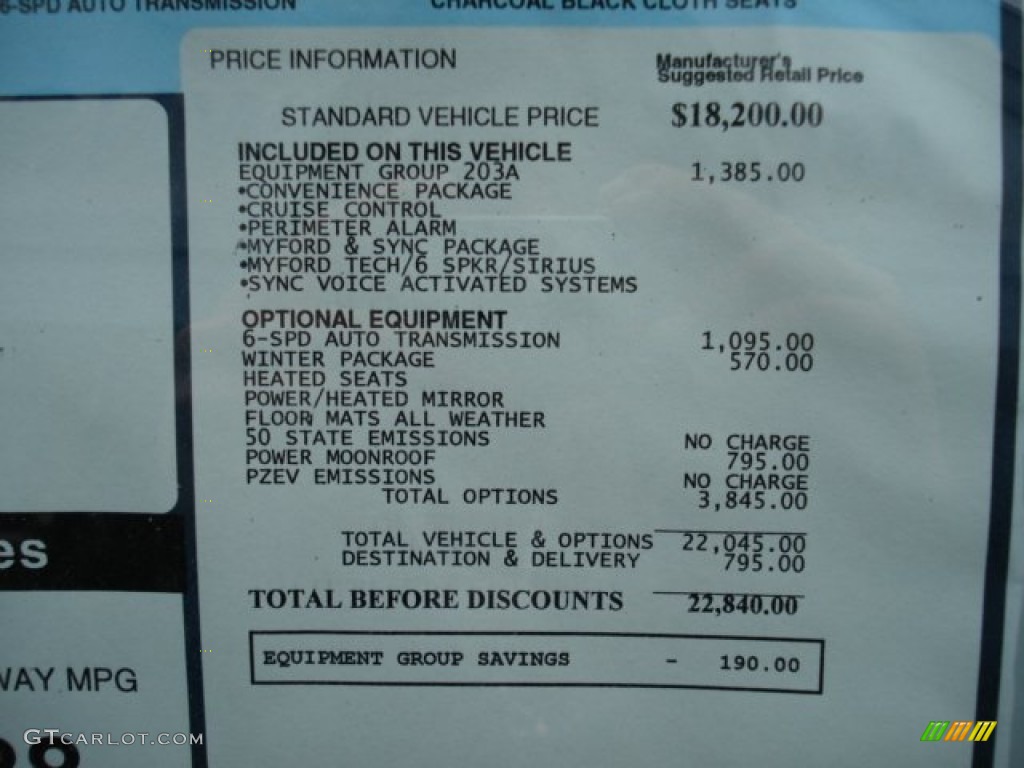 6-SPD AUTO TRANSMISSION CHARCOAL BLACK CLOTH SEATS
PRICE INFORMATION
Manufacturer's
Suggested Retail Price
STANDARD VEHICLE PRICE $18,200.00
INCLUDED ON THIS VEHICLE
EQUIPMENT GROUP 203A 1,385.00
•CONVENIENCE PACKAGE
•CRUISE CONTROL
•PERIMETER ALARM
•MYFORD & SYNC PACKAGE
•MYFORD TECH/6 SPKR/SIRIUS
•SYNC VOICE ACTIVATED SYSTEMS
OPTIONAL EQUIPMENT
6-SPD AUTO TRANSMISSION 1,095.00
WINTER PACKAGE 570.00
HEATED SEATS
POWER/HEATED MIRROR
FLOOR MATS ALL WEATHER
50 STATE EMISSIONS NO CHARGE
POWER MOONROOF 795.00
PZEV EMISSIONS NO CHARGE
TOTAL OPTIONS 3,845.00
TOTAL VEHICLE & OPTIONS 22,045.00
DESTINATION & DELIVERY 795.00
TOTAL BEFORE DISCOUNTS 22,840.00
EQUIPMENT GROUP SAVINGS - 190.00
es
WAY MPG
GTCARLOT.COM